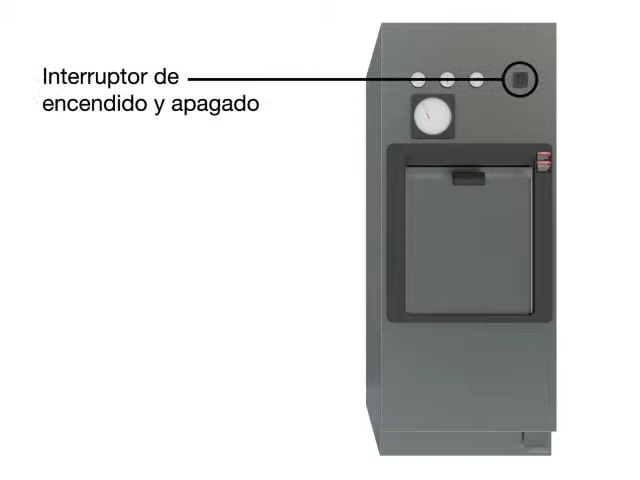 Interruptor de
encendido y apagado